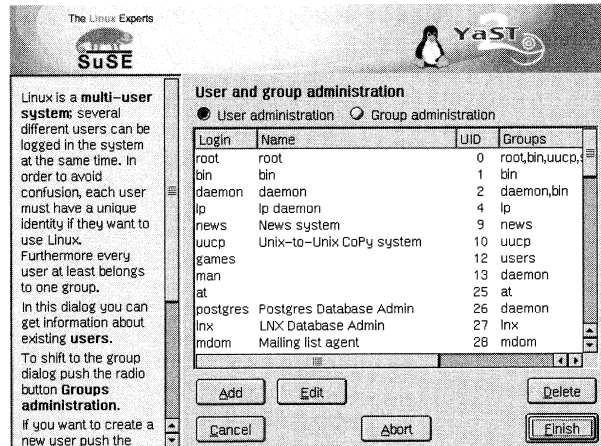 The Linux Experts
SuSE
YaST
Linux is a multi-user
system; several
different users can be
logged in the system
at the same time. In
order to avoid
confusion, each user
must have a unique
identity if they want to
use Linux.
Furthermore every
user at least belongs
to one group.
In this dialog you can
get information about
existing users.
To shift to the group
dialog push the radio
button Groups
administration.
If you want to create a
new user push the
User and group administration
User administration Group administration
Login Name UID Groups
root root 0 root,bin,uucp,s
bin bin 1 bin
daemon daemon 2 daemon,bin
lp lp daemon 4 lp
news News system 9 news
uucp Unix-to-Unix CoPy system 10 uucp
games 12 users
man 13 daemon
at 25 at
postgres Postgres Database Admin 26 daemon
lnx LNX Database Admin 27 lnx
mdom Mailing list agent 28 mdom
Add Edit Delete
Cancel Abort Finish